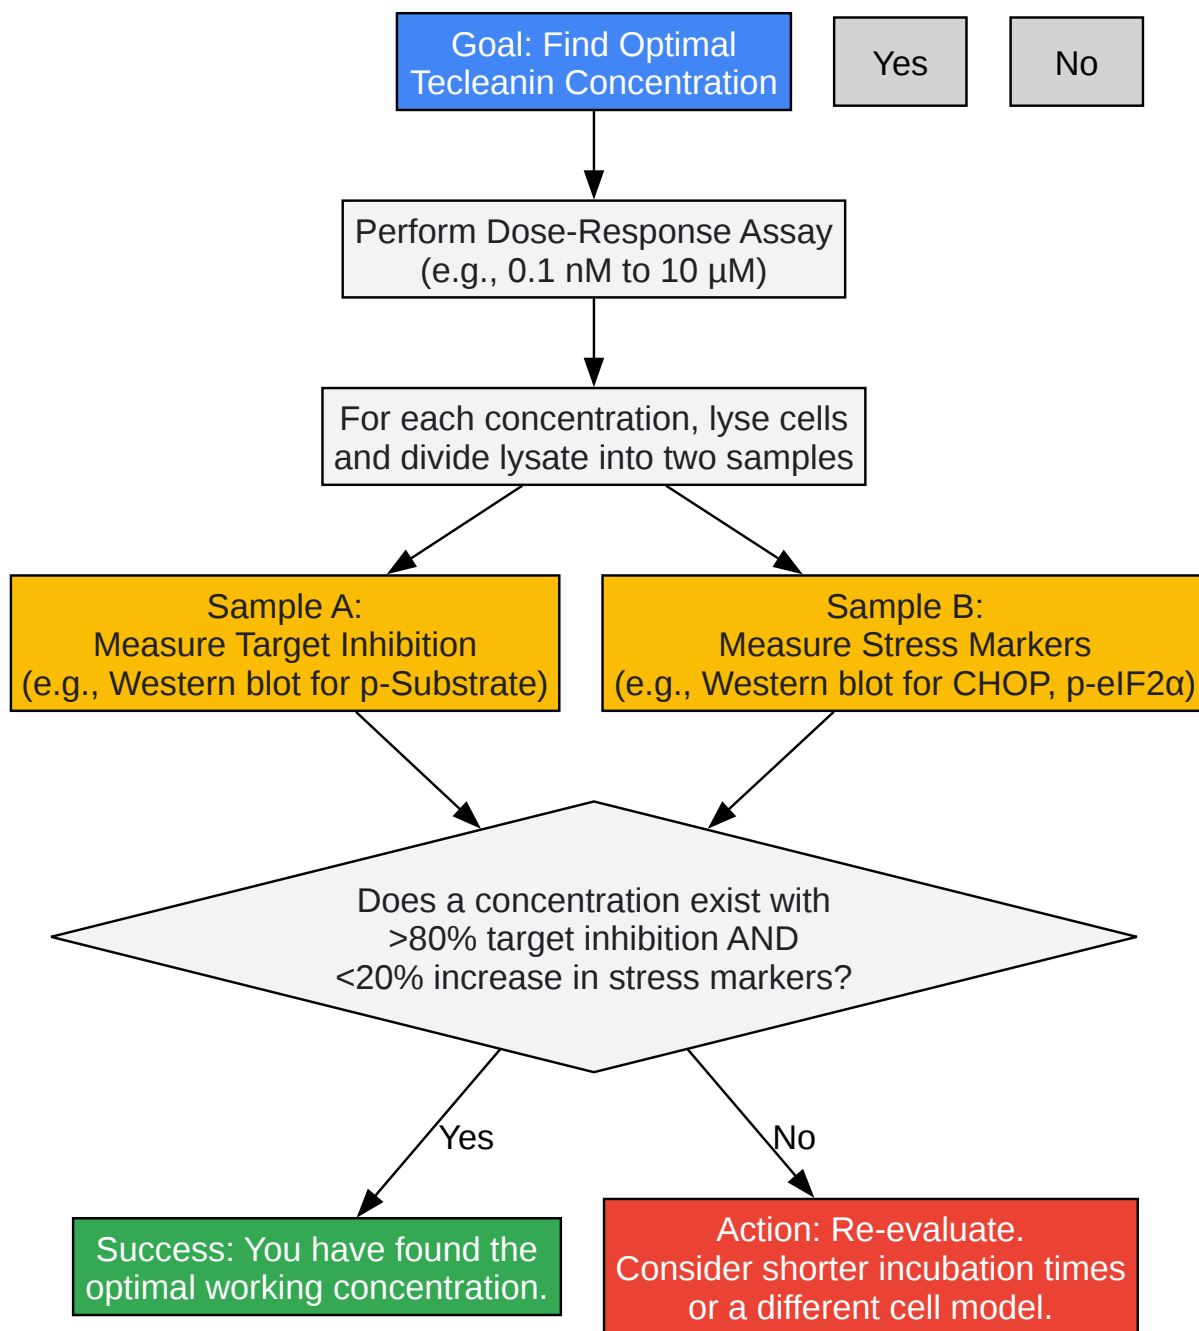 Goal: Find Optimal
Tecleanin Concentration
Yes
No
Perform Dose-Response Assay
(e.g., 0.1 nM to 10 µM)
For each concentration, lyse cells
and divide lysate into two samples
Sample A:
Measure Target Inhibition
(e.g., Western blot for p-Substrate)
Sample B:
Measure Stress Markers
(e.g., Western blot for CHOP, p-eIF2α)
Does a concentration exist with
>80% target inhibition AND
<20% increase in stress markers?
Yes
No
Success: You have found the
optimal working concentration.
Action: Re-evaluate.
Consider shorter incubation times
or a different cell model.